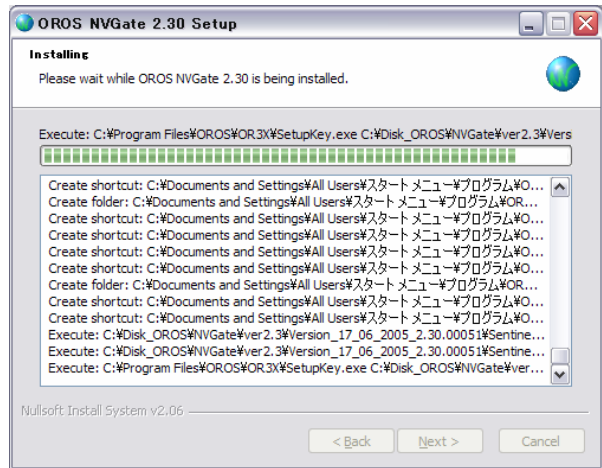 OROS NVGate 2.30 Setup
Installing
Please wait while OROS NVGate 2.30 is being installed.
Execute: C:¥Program Files¥OROS¥OR3X¥SetupKey.exe C:¥Disk_OROS¥NVGate¥ver2.3¥Vers
Create shortcut: C:¥Documents and Settings¥All Users¥スタート メニュー¥プログラム¥O...
Create folder: C:¥Documents and Settings¥All Users¥スタート メニュー¥プログラム¥OR...
Create shortcut: C:¥Documents and Settings¥All Users¥スタート メニュー¥プログラム¥O...
Create shortcut: C:¥Documents and Settings¥All Users¥スタート メニュー¥プログラム¥O...
Create shortcut: C:¥Documents and Settings¥All Users¥スタート メニュー¥プログラム¥O...
Create shortcut: C:¥Documents and Settings¥All Users¥スタート メニュー¥プログラム¥O...
Create folder: C:¥Documents and Settings¥All Users¥スタート メニュー¥プログラム¥OR...
Create shortcut: C:¥Documents and Settings¥All Users¥スタート メニュー¥プログラム¥O...
Create shortcut: C:¥Documents and Settings¥All Users¥スタート メニュー¥プログラム¥O...
Execute: C:¥Disk_OROS¥NVGate¥ver2.3¥Version_17_06_2005_2.30.00051¥Sentine...
Execute: C:¥Disk_OROS¥NVGate¥ver2.3¥Version_17_06_2005_2.30.00051¥Sentine...
Execute: C:¥Program Files¥OROS¥OR3X¥SetupKey.exe C:¥Disk_OROS¥NVGate¥ver...
Nullsoft Install System v2.06
< Back
Next >
Cancel